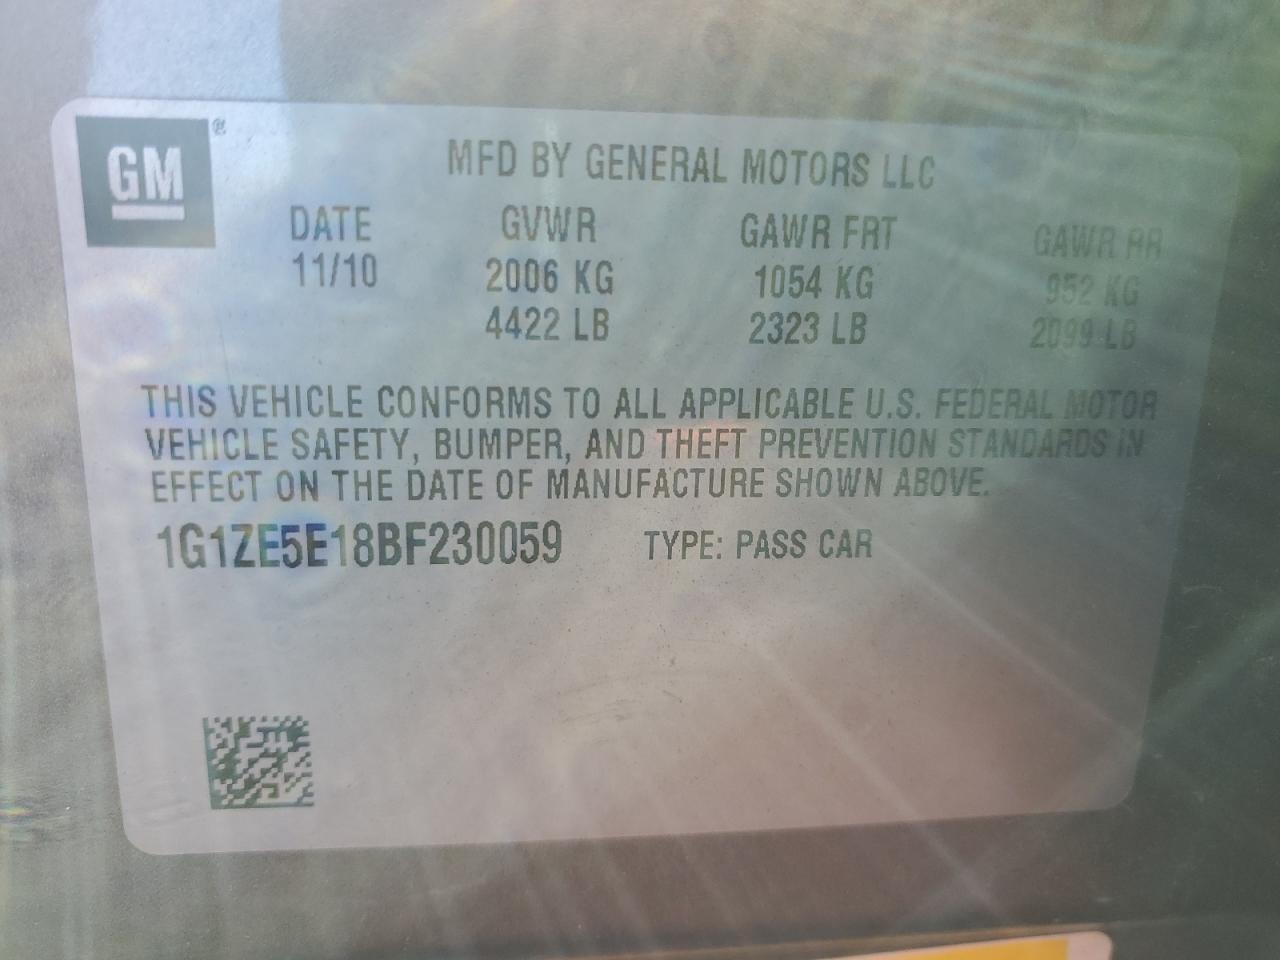 GM ®
MFD BY GENERAL MOTORS LLC
DATE GVWR GAWR FRT GAWR RR
11/10 2006 KG 1054 KG 952 KG
4422 LB 2323 LB 2099 LB
THIS VEHICLE CONFORMS TO ALL APPLICABLE U.S. FEDERAL MOTOR
VEHICLE SAFETY, BUMPER, AND THEFT PREVENTION STANDARDS IN
EFFECT ON THE DATE OF MANUFACTURE SHOWN ABOVE.
1G1ZE5E18BF230059 TYPE: PASS CAR